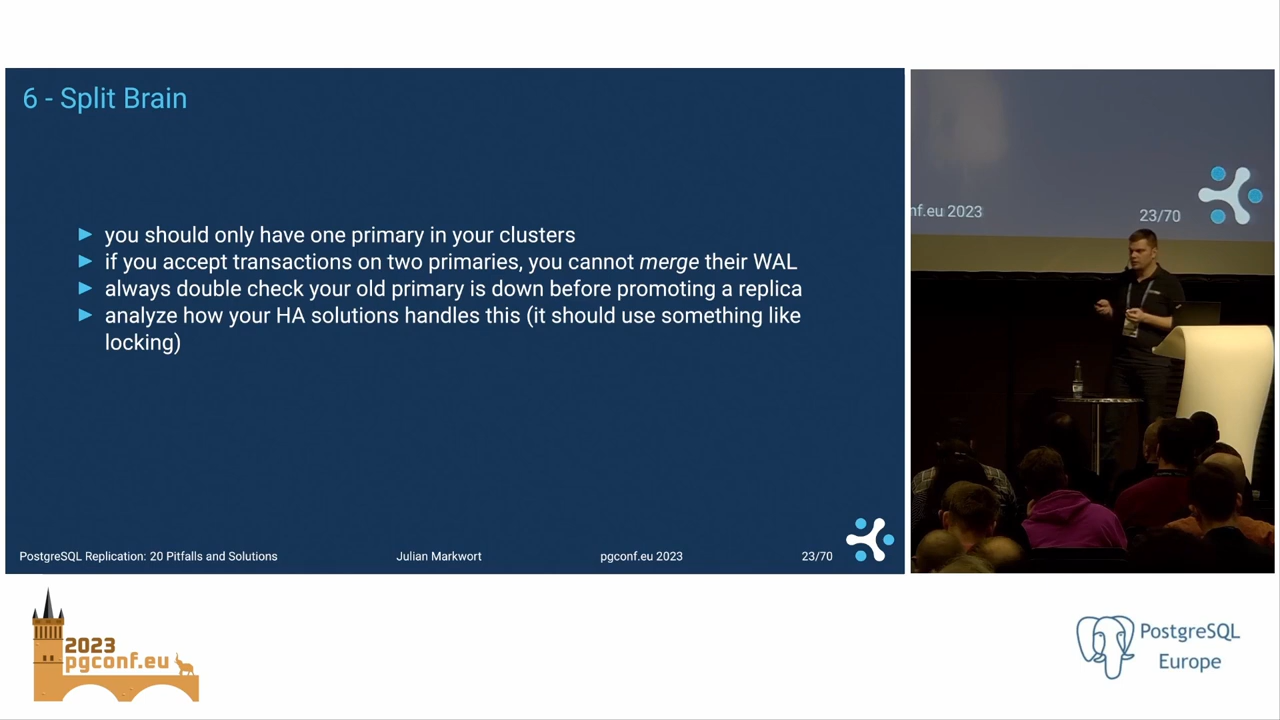 6 - Split Brain
you should only have one primary in your clusters
if you accept transactions on two primaries, you cannot merge their WAL
always double check your old primary is down before promoting a replica
analyze how your HA solutions handles this (it should use something like
locking)
PostgreSQL Replication: 20 Pitfalls and Solutions
Julian Markwort
pgconf.eu 2023
23/70
nf.eu 2023
23/70
2023
pgconf.eu
PostgreSQL
Europe